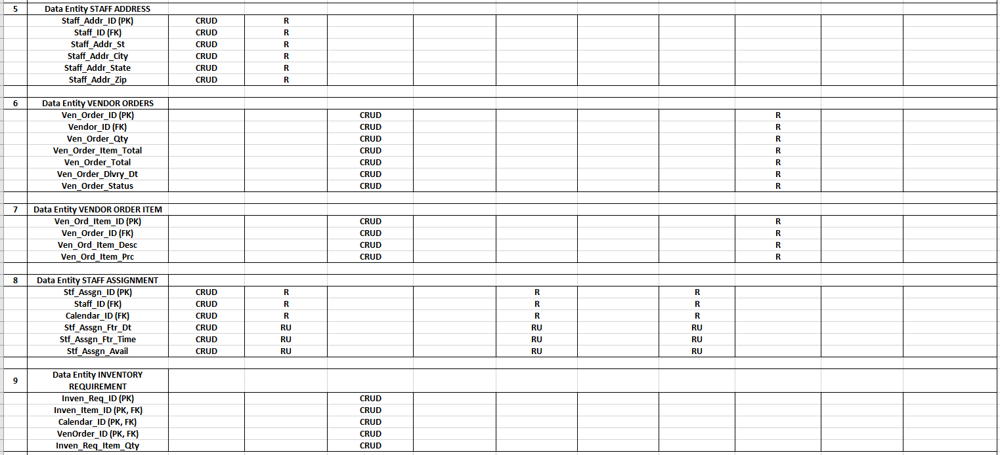 5 Data Entity STAFF ADDRESS
Staff_Addr_ID (PK) CRUD R
Staff_ID (FK) CRUD R
Staff_Addr_St CRUD R
Staff_Addr_City CRUD R
Staff_Addr_State CRUD R
Staff_Addr_Zip CRUD R
6 Data Entity VENDOR ORDERS
Ven_Order_ID (PK) CRUD R
Vendor_ID (FK) CRUD R
Ven_Order_Qty CRUD R
Ven_Order_Item_Total CRUD R
Ven_Order_Total CRUD R
Ven_Order_Dlvry_Dt CRUD R
Ven_Order_Status CRUD R
7 Data Entity VENDOR ORDER ITEM
Ven_Ord_Item_ID (PK) CRUD R
Ven_Order_ID (FK) CRUD R
Ven_Ord_Item_Desc CRUD R
Ven_Ord_Item_Prc CRUD R
8 Data Entity STAFF ASSIGNMENT
Stf_Assgn_ID (PK) CRUD R R R
Staff_ID (FK) CRUD R R R
Calendar_ID (FK) CRUD R R R
Stf_Assgn_Ftr_Dt CRUD RU RU RU
Stf_Assgn_Ftr_Time CRUD RU RU RU
Stf_Assgn_Avail CRUD RU RU RU
9 Data Entity INVENTORY
REQUIREMENT
Inven_Req_ID (PK) CRUD
Inven_Item_ID (PK, FK) CRUD
Calendar_ID (PK, FK) CRUD
VenOrder_ID (PK, FK) CRUD
Inven_Req_Item_Qty CRUD